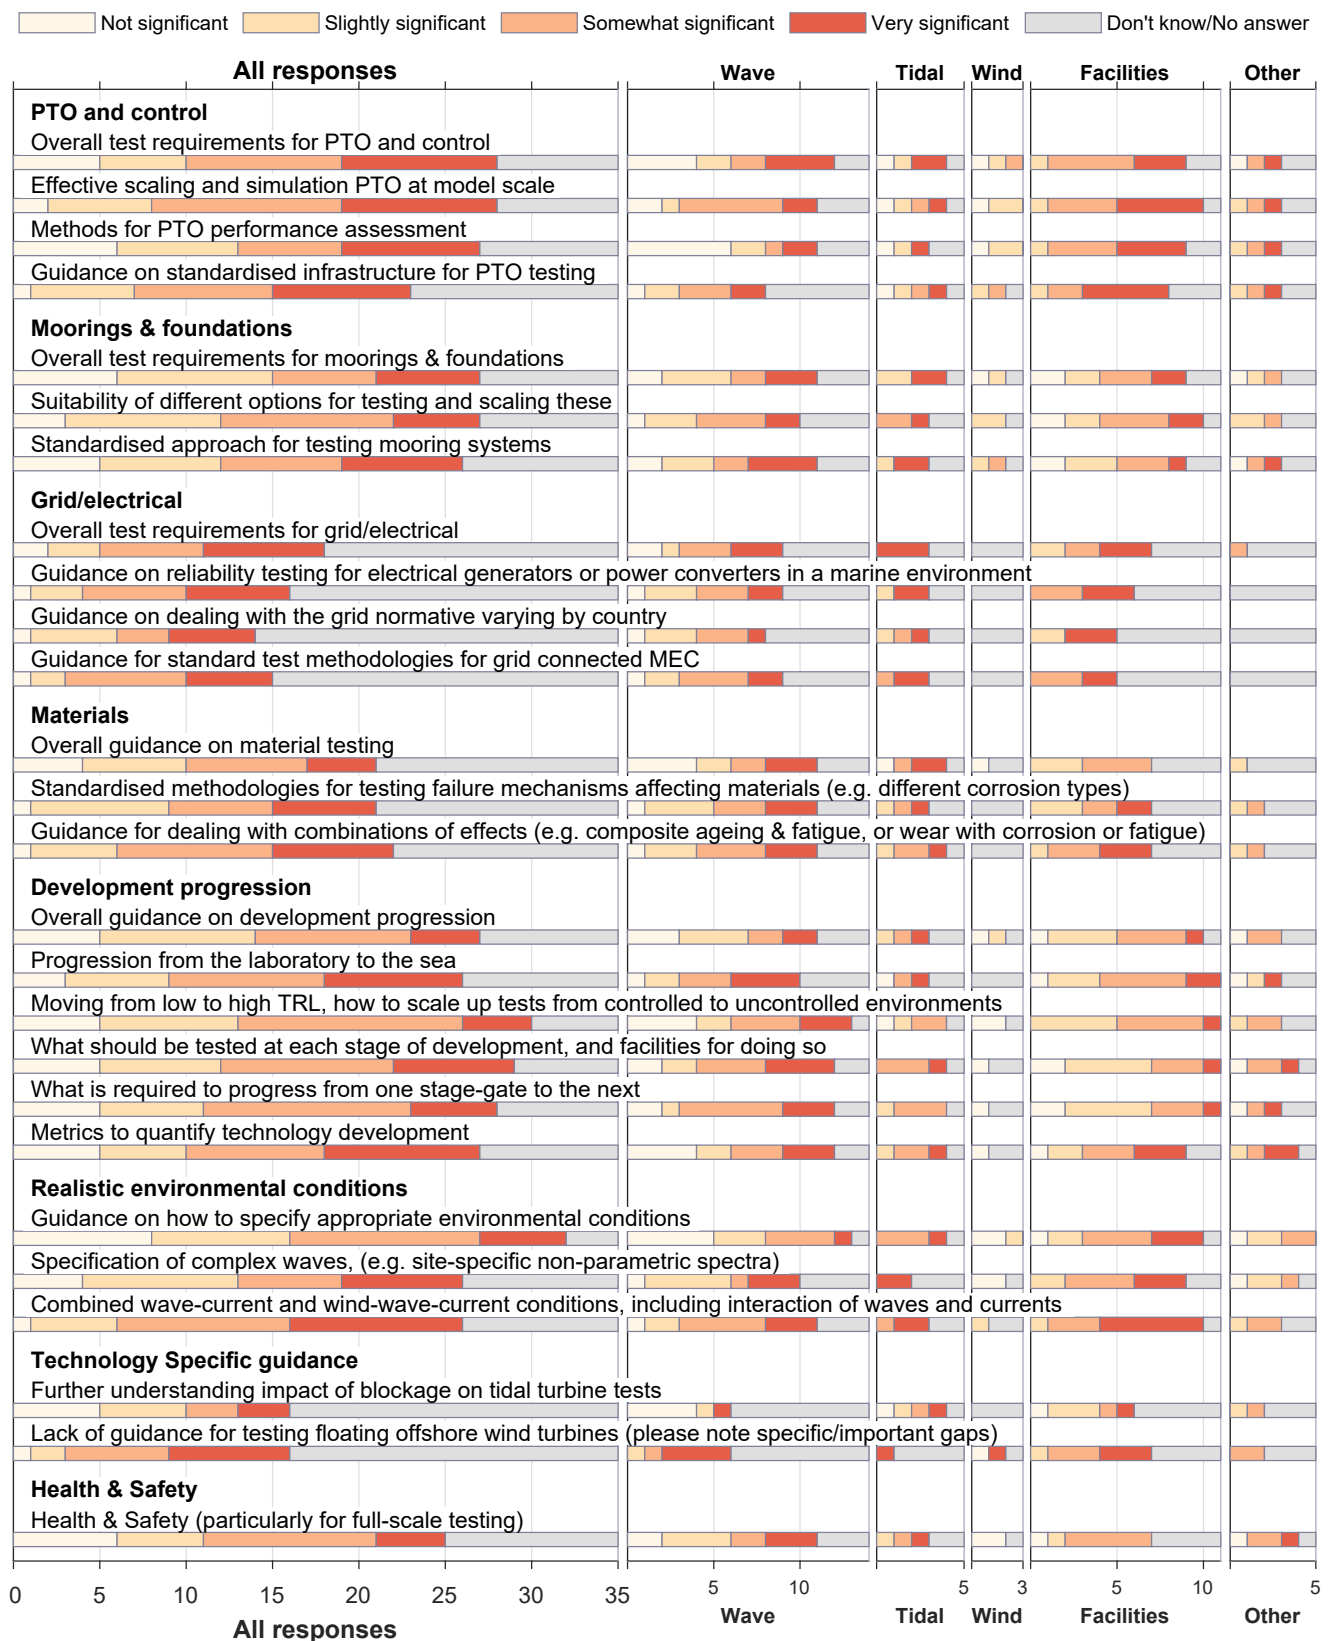 Not significant Slightly significant Somewhat significant Very significant Don't know/No answer
All responses Wave Tidal Wind Facilities Other
PTO and control
Overall test requirements for PTO and control
Effective scaling and simulation PTO at model scale
Methods for PTO performance assessment
Guidance on standardised infrastructure for PTO testing
Moorings & foundations
Overall test requirements for moorings & foundations
Suitability of different options for testing and scaling these
Standardised approach for testing mooring systems
Grid/electrical
Overall test requirements for grid/electrical
Guidance on reliability testing for electrical generators or power converters in a marine environment
Guidance on dealing with the grid normative varying by country
Guidance for standard test methodologies for grid connected MEC
Materials
Overall guidance on material testing
Standardised methodologies for testing failure mechanisms affecting materials (e.g. different corrosion types)
Guidance for dealing with combinations of effects (e.g. composite ageing & fatigue, or wear with corrosion or fatigue)
Development progression
Overall guidance on development progression
Progression from the laboratory to the sea
Moving from low to high TRL, how to scale up tests from controlled to uncontrolled environments
What should be tested at each stage of development, and facilities for doing so
What is required to progress from one stage-gate to the next
Metrics to quantify technology development
Realistic environmental conditions
Guidance on how to specify appropriate environmental conditions
Specification of complex waves, (e.g. site-specific non-parametric spectra)
Combined wave-current and wind-wave-current conditions, including interaction of waves and currents
Technology Specific guidance
Further understanding impact of blockage on tidal turbine tests
Lack of guidance for testing floating offshore wind turbines (please note specific/important gaps)
Health & Safety
Health & Safety (particularly for full-scale testing)
0 5 10 15 20 25 30 35 5 10 5 3 5 10 5
All responses Wave Tidal Wind Facilities Other